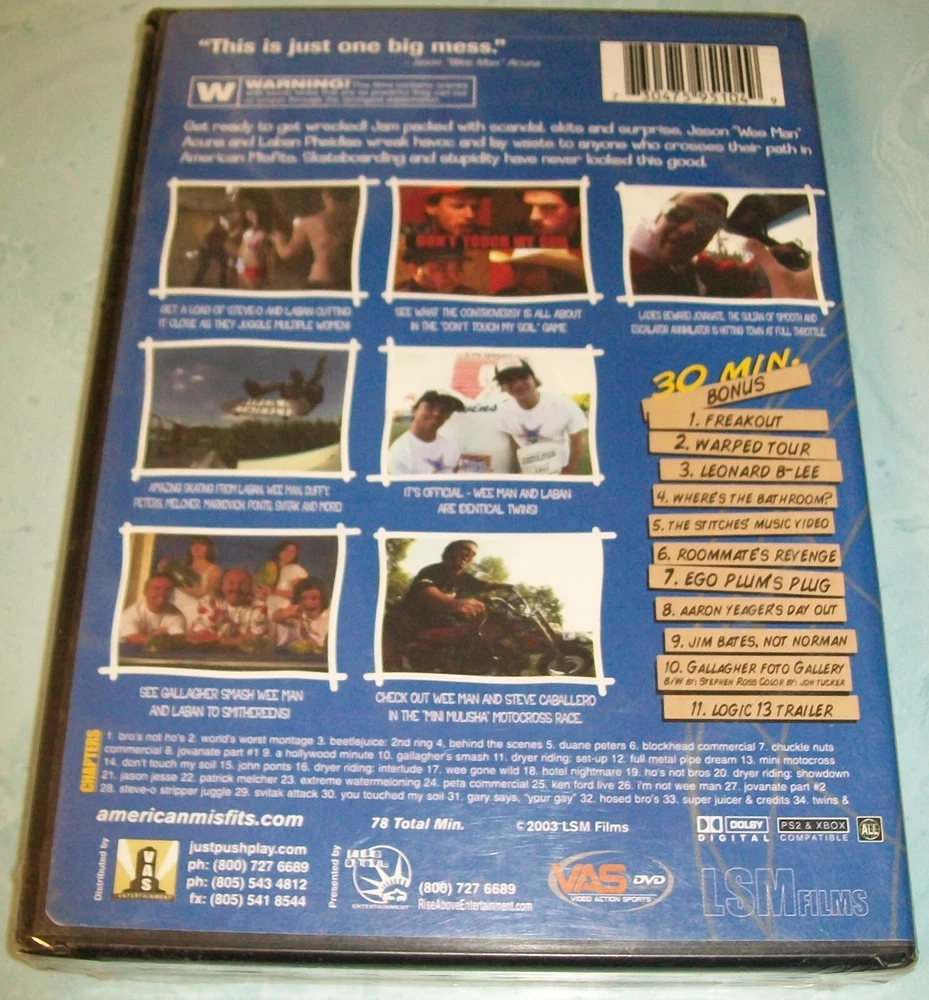 "This is just one big mess."
- Jason "Wee Man" Acuna
W WARNING!
Get ready to get wrecked! Jam packed with scandal, skits and surprise, Jason "Wee Man"
Acuna and Laban Pheidias wreak havoc and lay waste to anyone who crosses their path in
American Misfits. Skateboarding and stupidity have never looked this good.
DON'T TOUCH MY SOIL
GET A LOAD OF STEVE-O AND LABAN CUTTING
IT CLOSE AS THEY JUGGLE MULTIPLE WOMEN!
SEE WHAT THE CONTROVERSY IS ALL ABOUT
IN THE "DON'T TOUCH MY SOIL" GAME
LADIES BEWARE! JOVANATE, THE SULTAN OF SMOOTH AND
ESCALATOR ANNIHILATOR IS HITTING TOWN AT FULL THROTTLE
AMAZING SKATING FROM LABAN, WEE MAN, DUFFY,
PETERS, MELCHER, MARKOVICH, PONTS, SVITAK AND MORE!
IT'S OFFICIAL - WEE MAN AND LABAN
ARE IDENTICAL TWINS!
SEE GALLAGHER SMASH WEE MAN
AND LABAN TO SMITHEREENS!
CHECK OUT WEE MAN AND STEVE CABALLERO
IN THE "MINI MULISHA" MOTOCROSS RACE.
30 MIN.
BONUS
1. FREAKOUT
2. WARPED TOUR
3. LEONARD B-LEE
4. WHERE'S THE BATHROOM?
5. THE STITCHES' MUSIC VIDEO
6. ROOMMATE'S REVENGE
7. EGO PLUM'S PLUG
8. AARON YEAGER'S DAY OUT
9. JIM BATES, NOT NORMAN
10. GALLAGHER FOTO GALLERY
B/W BY: STEPHEN ROSS COLOR BY: JON TUCKER
11. LOGIC 13 TRAILER
CHAPTERS
1. bro's not ho's 2. world's worst montage 3. beetlejuice: 2nd ring 4, behind the scenes 5. duane peters 6. blockhead commercial 7. chuckle nuts
commercial 8. jovanate part #1 9. a hollywood minute 10. gallagher's smash 11. dryer riding: set-up 12. full metal pipe dream 13. mini motocross
14. don't touch my soil 15. john ponts 16. dryer riding: interlude 17. wee gone wild 18. hotel nightmare 19. ho's not bros 20. dryer riding: showdown
21. jason jesse 22. patrick melcher 23. extreme watermeloning 24. peta commercial 25. ken ford live 26. i'm not wee man 27. jovanate part #2
28. steve-o stripper juggle 29. svitak attack 30. you touched my soil 31. gary says, "your gay" 32. hosed bro's 33. super juicer & credits 34. twins &
americanmisfits.com
78 Total Min.
©2003 LSM Films
DOLBY
DIGITAL
PS2 & XBOX
COMPATIBLE
ALL
Distributed by
VAS
ENTERTAINMENT
justpushplay.com
ph: (800) 727 6689
ph: (805) 543 4812
fx: (805) 541 8544
Presented by
ENTERTAINMENT
(800) 727 6689
RiseAboveEntertainment.com
VAS DVD
VIDEO ACTION SPORTS
LSM FILMS